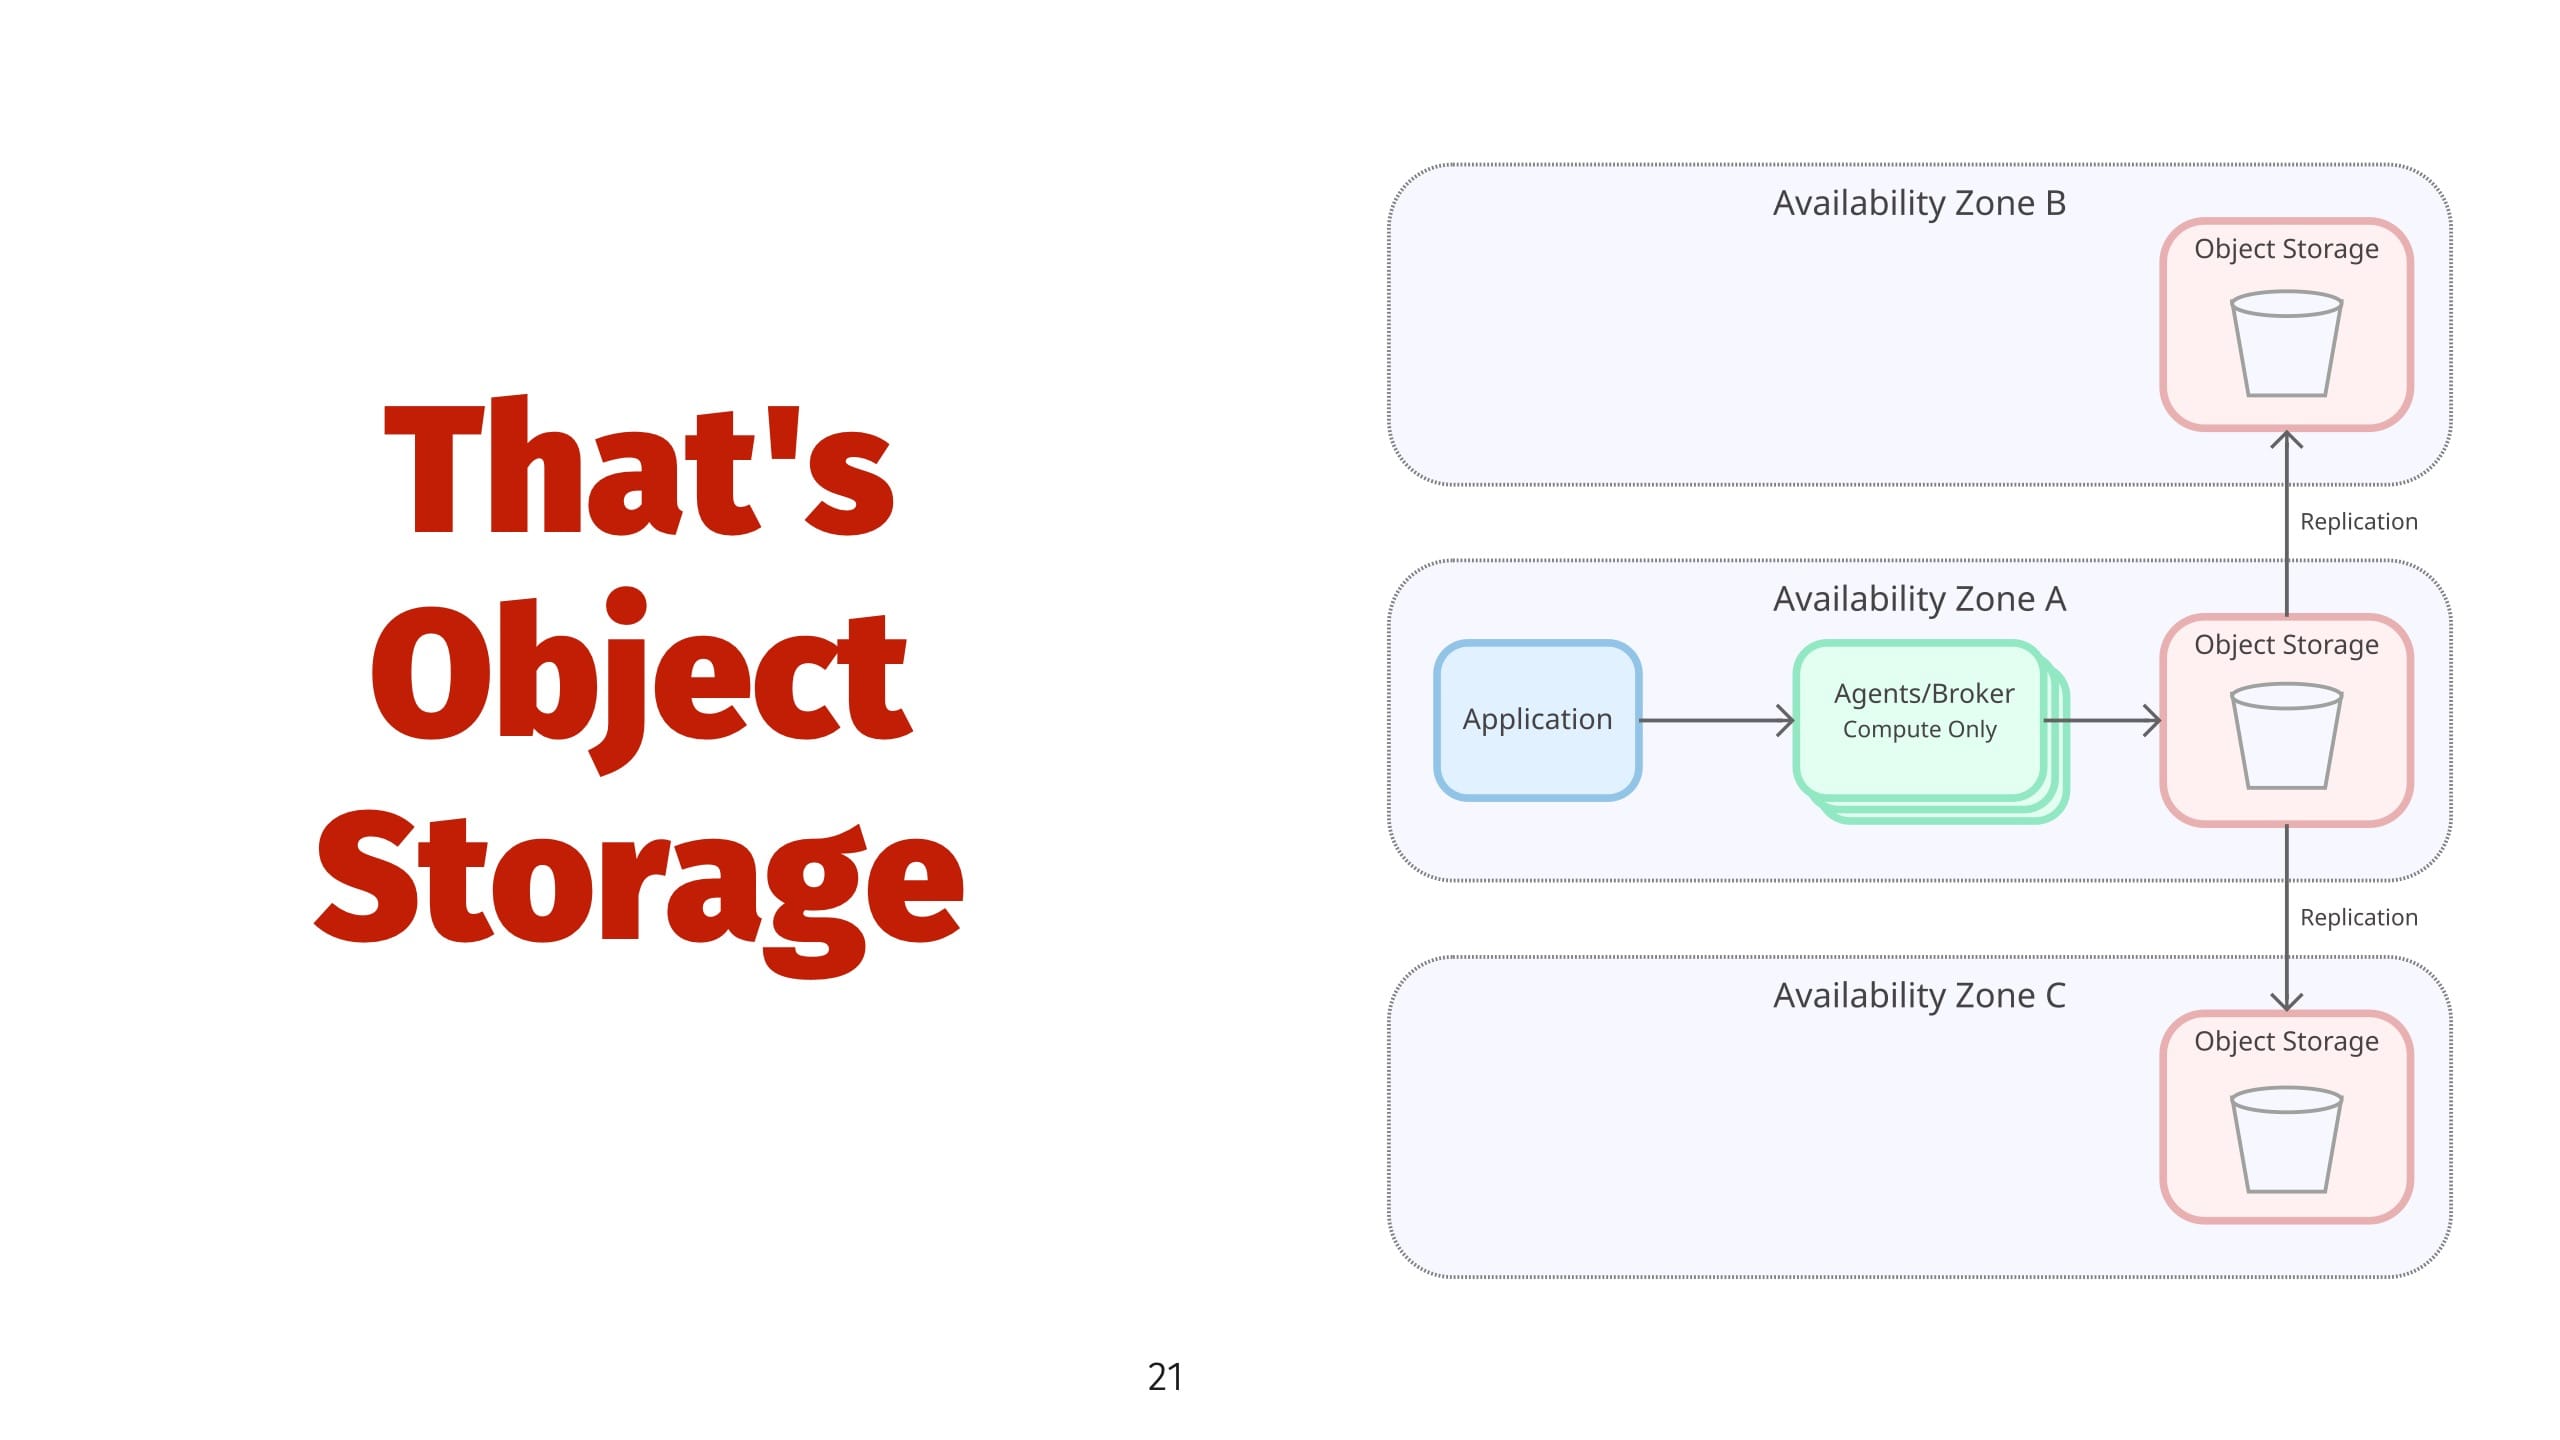 That's
Object
Storage
Availability Zone B
Object Storage
Replication
Availability Zone A
Application
Agents/Broker
Compute Only
Object Storage
Replication
Availability Zone C
Object Storage
21